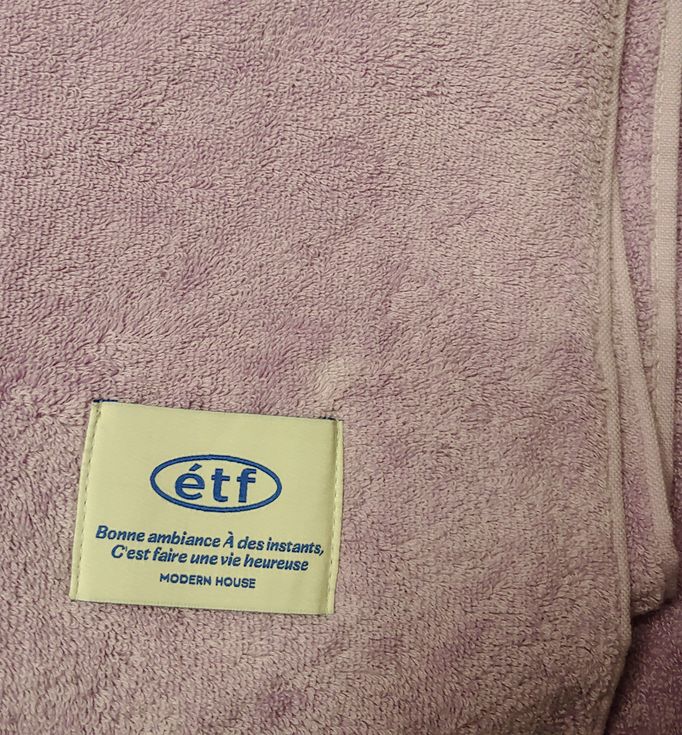 étf
Bonne ambiance À des instants,
C'est faire une vie heureuse
MODERN HOUSE